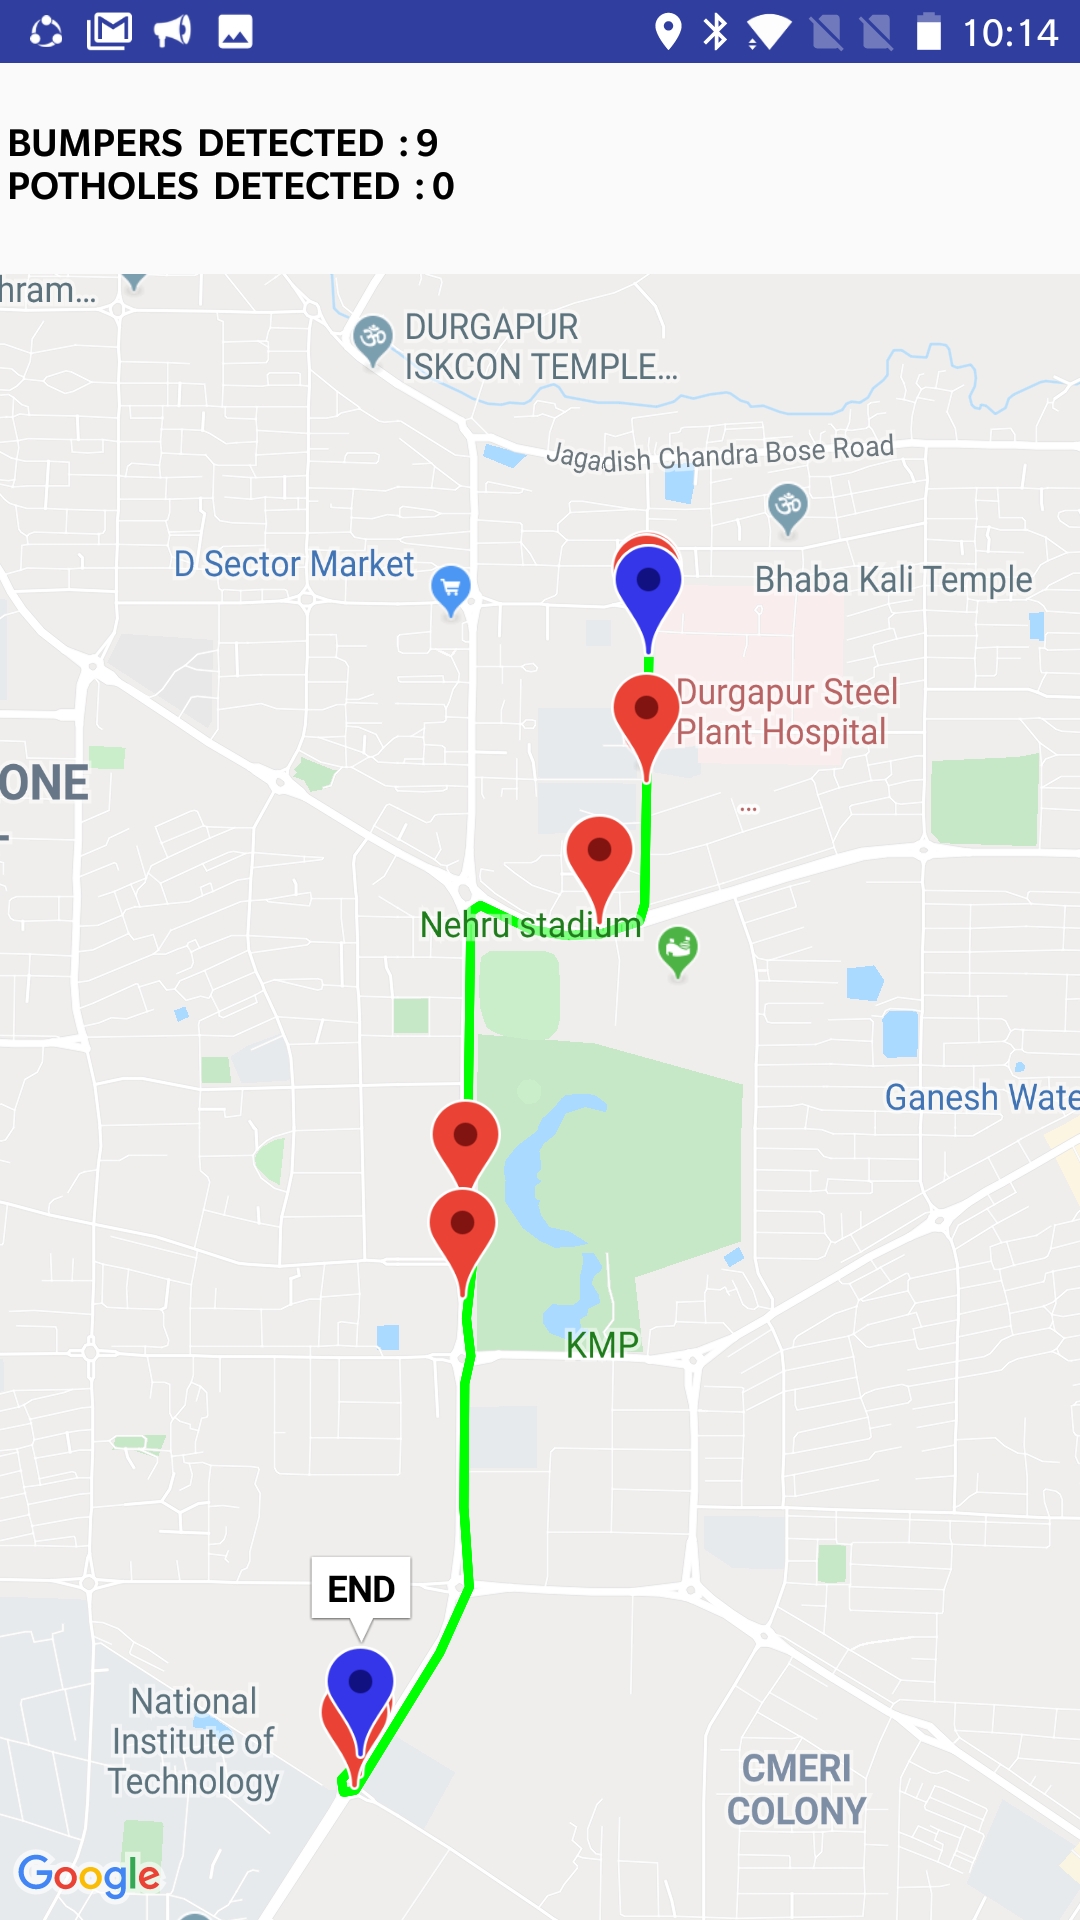 10:14
BUMPERS DETECTED : 9
POTHOLES DETECTED : 0
hram...
DURGAPUR
ISKCON TEMPLE...
Jagadish Chandra Bose Road
D Sector Market
Bhaba Kali Temple
Durgapur Steel
Plant Hospital
ONE
...
Nehru stadium
Ganesh Wate
KMP
END
National
Institute of
Technology
CMERI
COLONY
Google